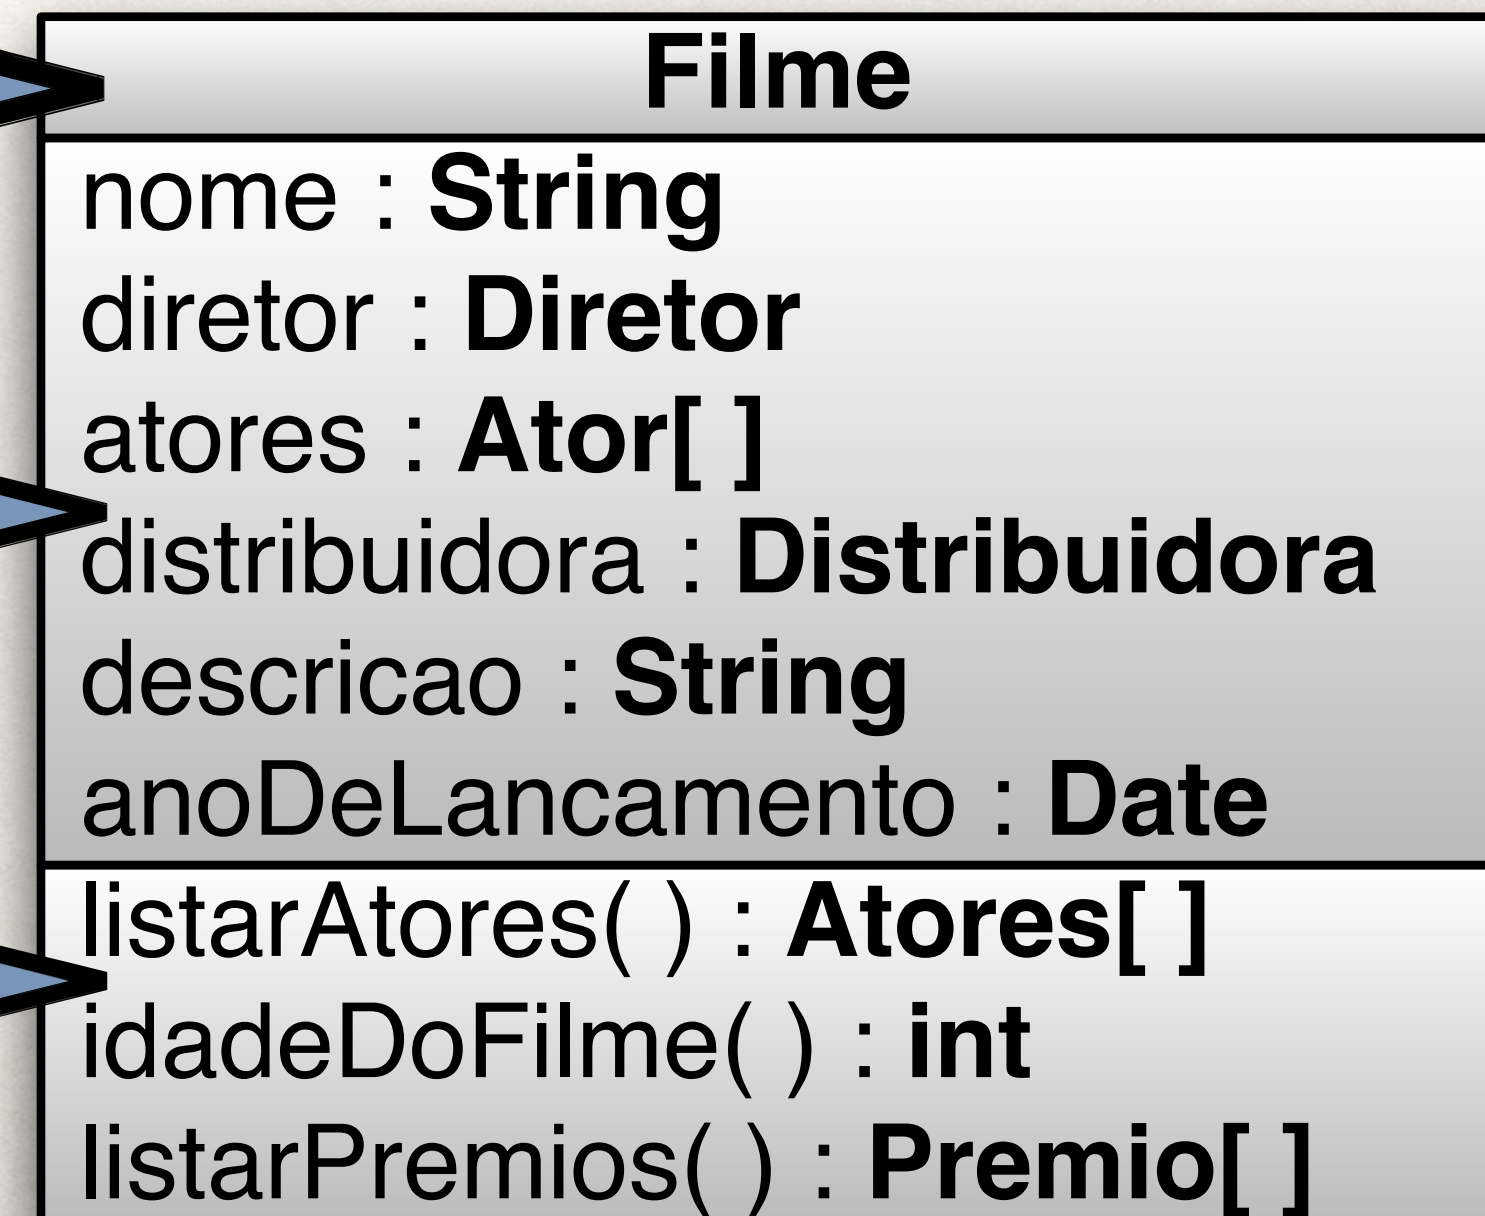 Filme
nome : String
diretor : Diretor
atores : Ator[ ]
distribuidora : Distribuidora
descricao : String
anoDeLancamento : Date
listarAtores( ) : Atores[ ]
idadeDoFilme( ) : int
listarPremios( ) : Premio[ ]